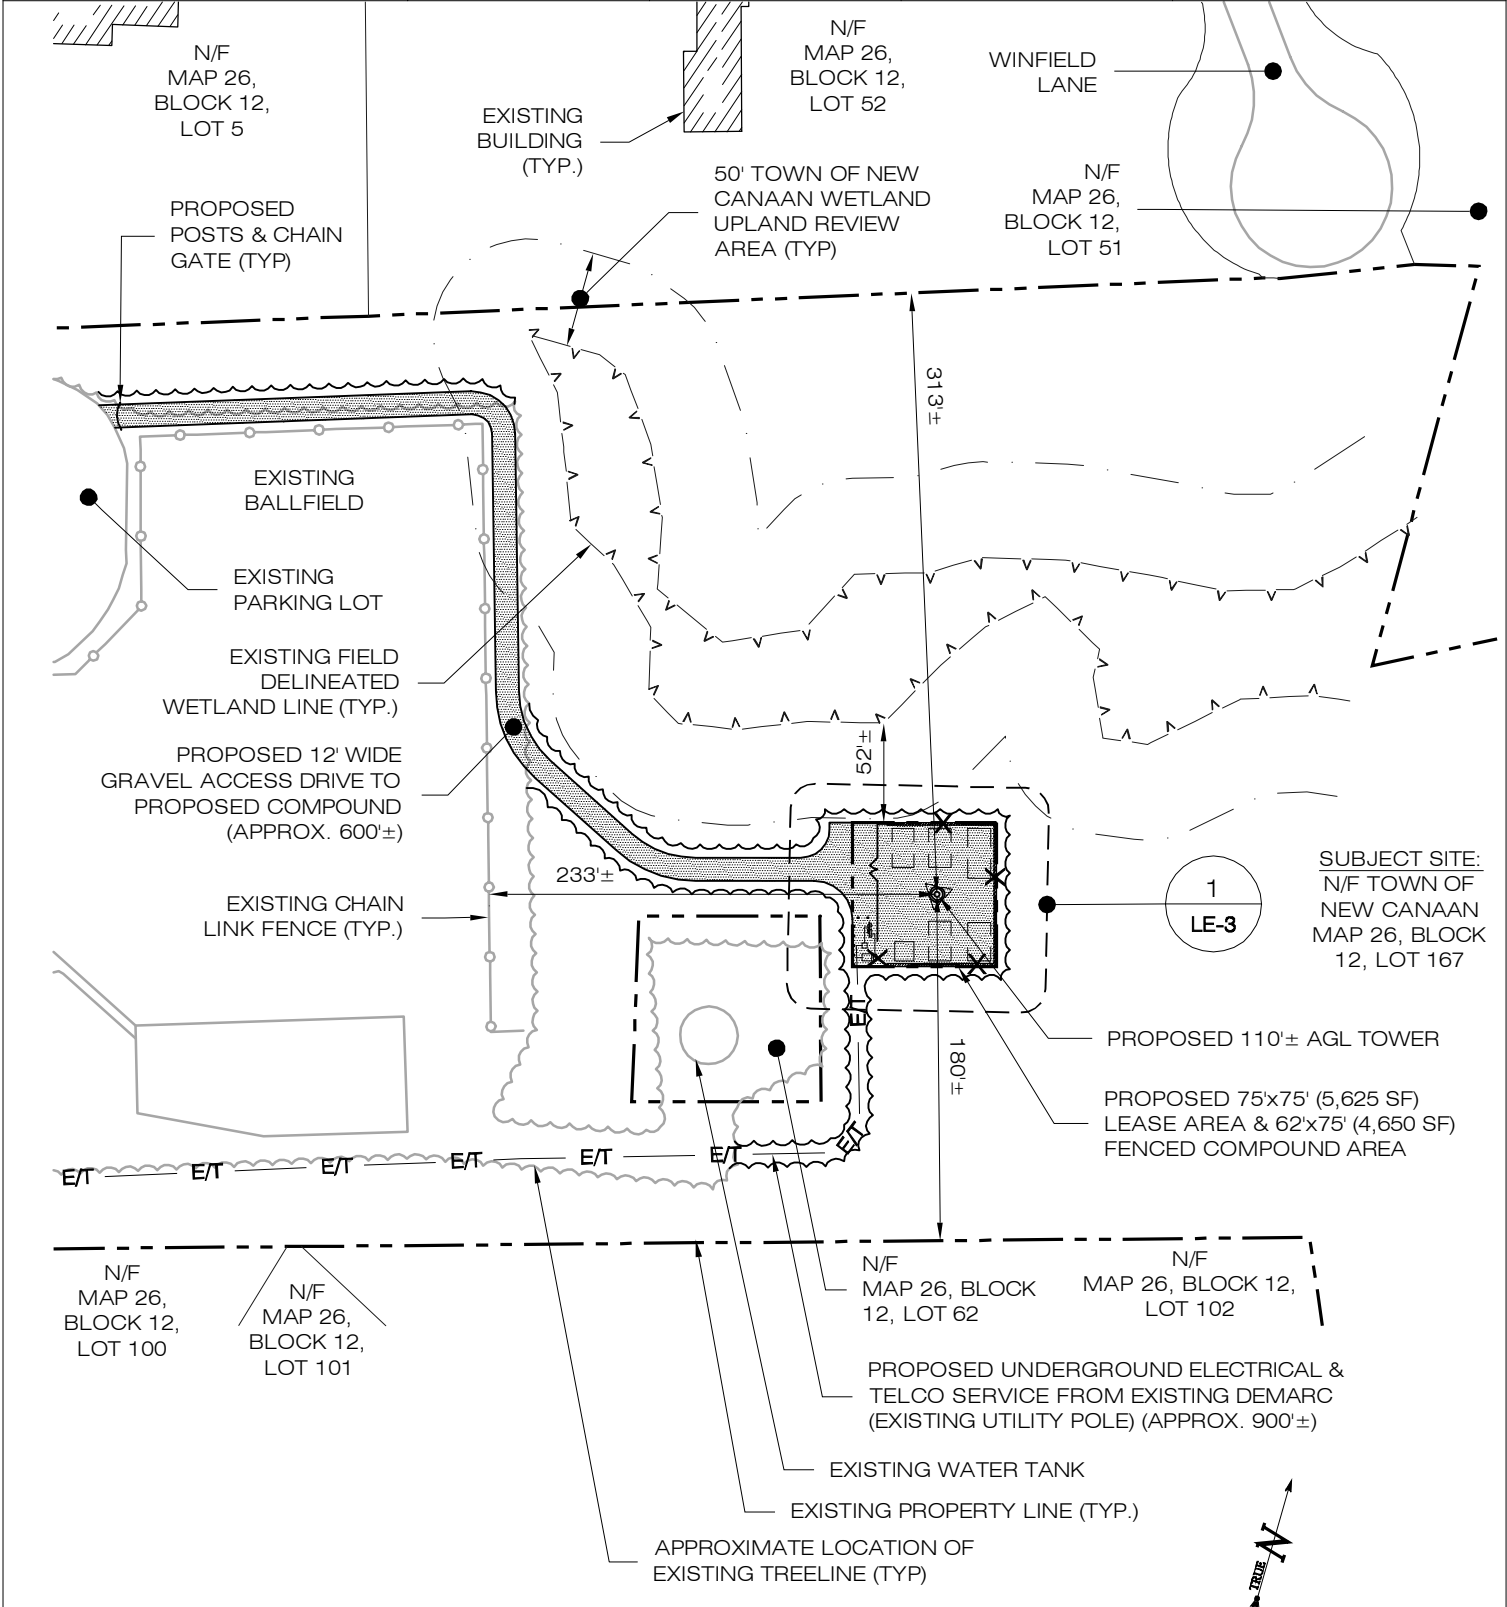 N/F
MAP 26,
BLOCK 12,
LOT 5
N/F
MAP 26,
BLOCK 12,
LOT 52
WINFIELD
LANE
EXISTING
BUILDING
(TYP.)
50' TOWN OF NEW
CANAAN WETLAND
UPLAND REVIEW
AREA (TYP)
N/F
MAP 26,
BLOCK 12,
LOT 51
PROPOSED
POSTS & CHAIN
GATE (TYP)
313'±
EXISTING
BALLFIELD
EXISTING
PARKING LOT
EXISTING FIELD
DELINEATED
WETLAND LINE (TYP.)
PROPOSED 12' WIDE
GRAVEL ACCESS DRIVE TO
PROPOSED COMPOUND
(APPROX. 600'±)
52'±
233'±
EXISTING CHAIN
LINK FENCE (TYP.)
1
LE-3
SUBJECT SITE:
N/F TOWN OF
NEW CANAAN
MAP 26, BLOCK
12, LOT 167
E/T
180'±
PROPOSED 110'± AGL TOWER
PROPOSED 75'x75' (5,625 SF)
LEASE AREA & 62'x75' (4,650 SF)
FENCED COMPOUND AREA
E/T
E/T
E/T
E/T
E/T
E/T
E/T
N/F
MAP 26,
BLOCK 12,
LOT 100
N/F
MAP 26,
BLOCK 12,
LOT 101
N/F
MAP 26, BLOCK
12, LOT 62
N/F
MAP 26, BLOCK 12,
LOT 102
PROPOSED UNDERGROUND ELECTRICAL &
TELCO SERVICE FROM EXISTING DEMARC
(EXISTING UTILITY POLE) (APPROX. 900'±)
EXISTING WATER TANK
EXISTING PROPERTY LINE (TYP.)
APPROXIMATE LOCATION OF
EXISTING TREELINE (TYP)
N
TRUE